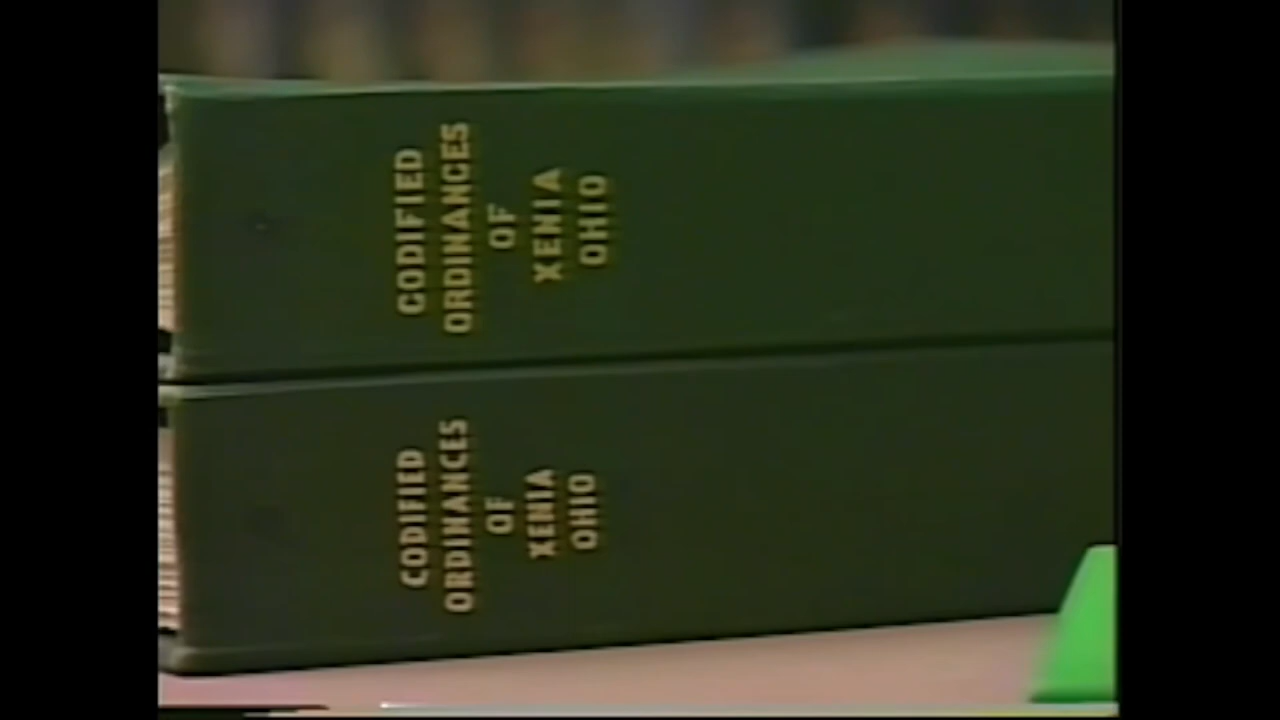 CODIFIED
ORDINANCES
OF
XENIA
OHIO
CODIFIED
ORDINANCES
OF
XENIA
OHIO